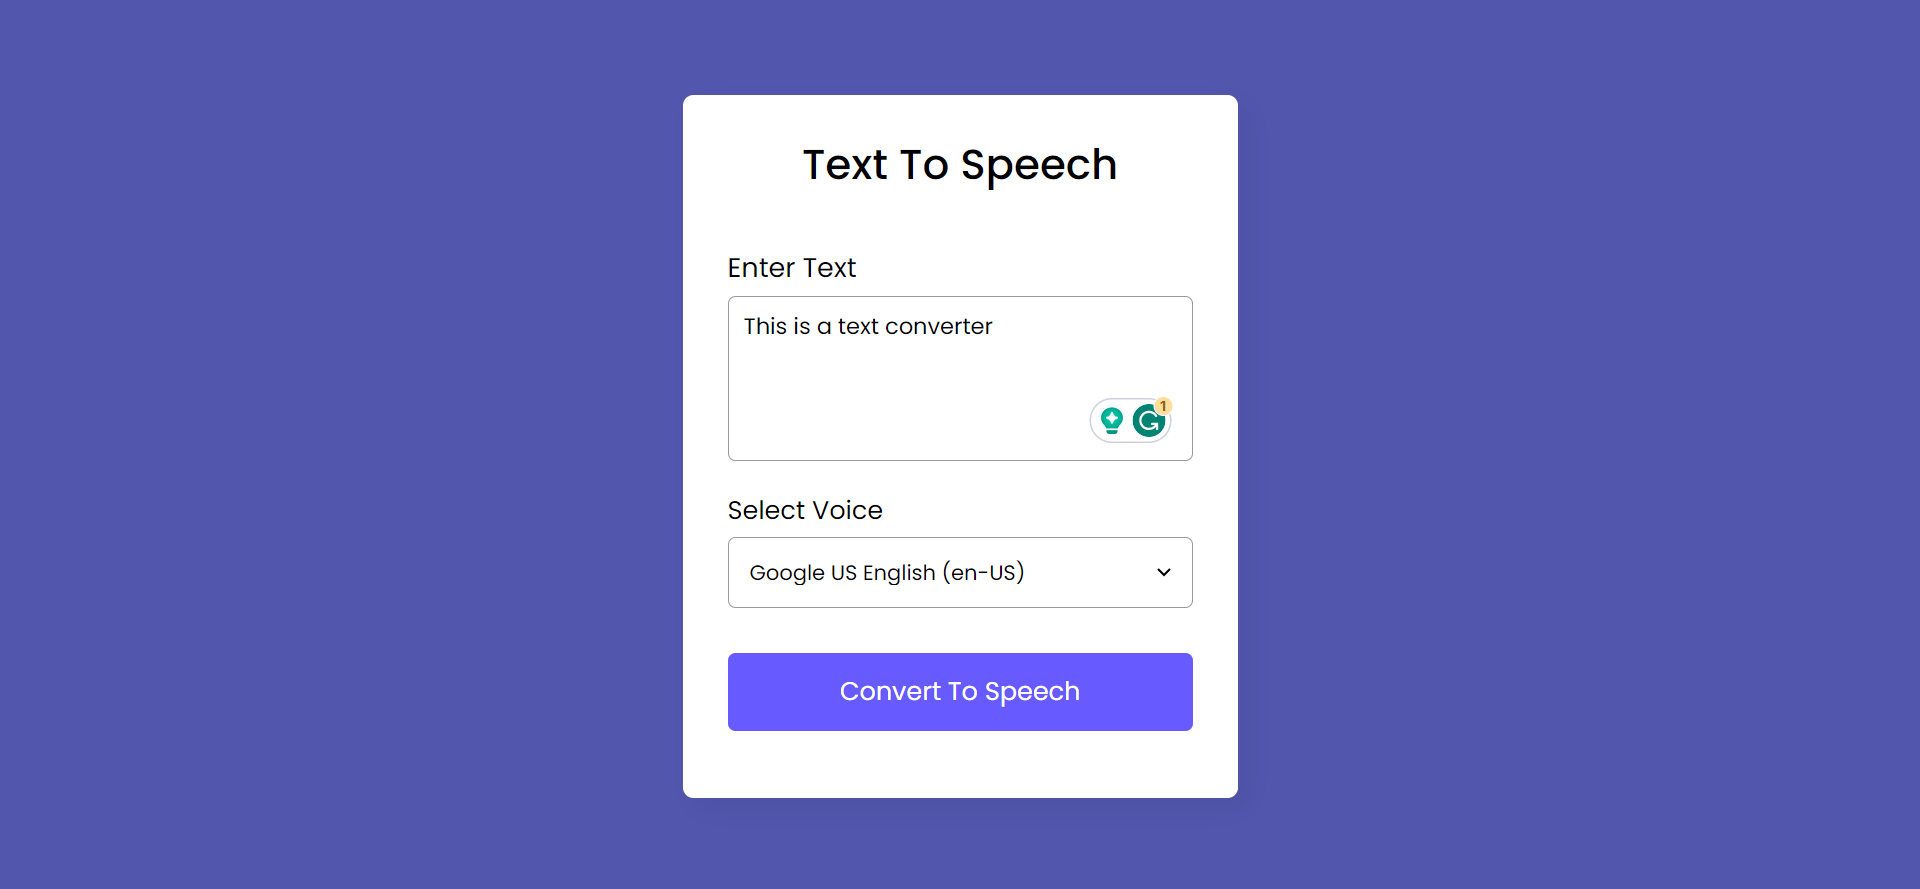 Text To Speech
Enter Text
This is a text converter
1
Select Voice
Google US English (en-US)
Convert To Speech